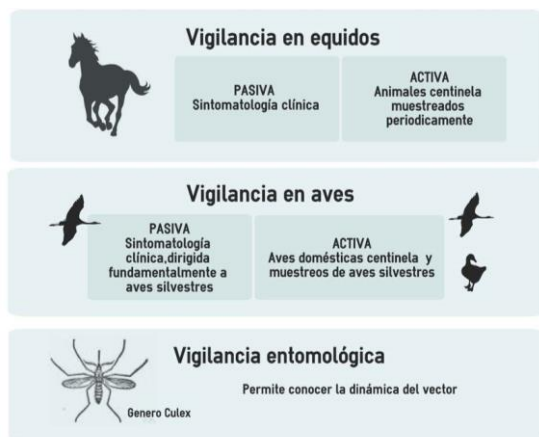 Vigilancia en equidos
PASIVA
Sintomatología clínica
ACTIVA
Animales centinela
muestreados
periodicamente
Vigilancia en aves
PASIVA
Sintomatología
clínica,dirigida
fundamentalmente a
aves silvestres
ACTIVA
Aves domésticas centinela y
muestreos de aves silvestres
Vigilancia entomológica
Permite conocer la dinámica del vector
Genero Culex